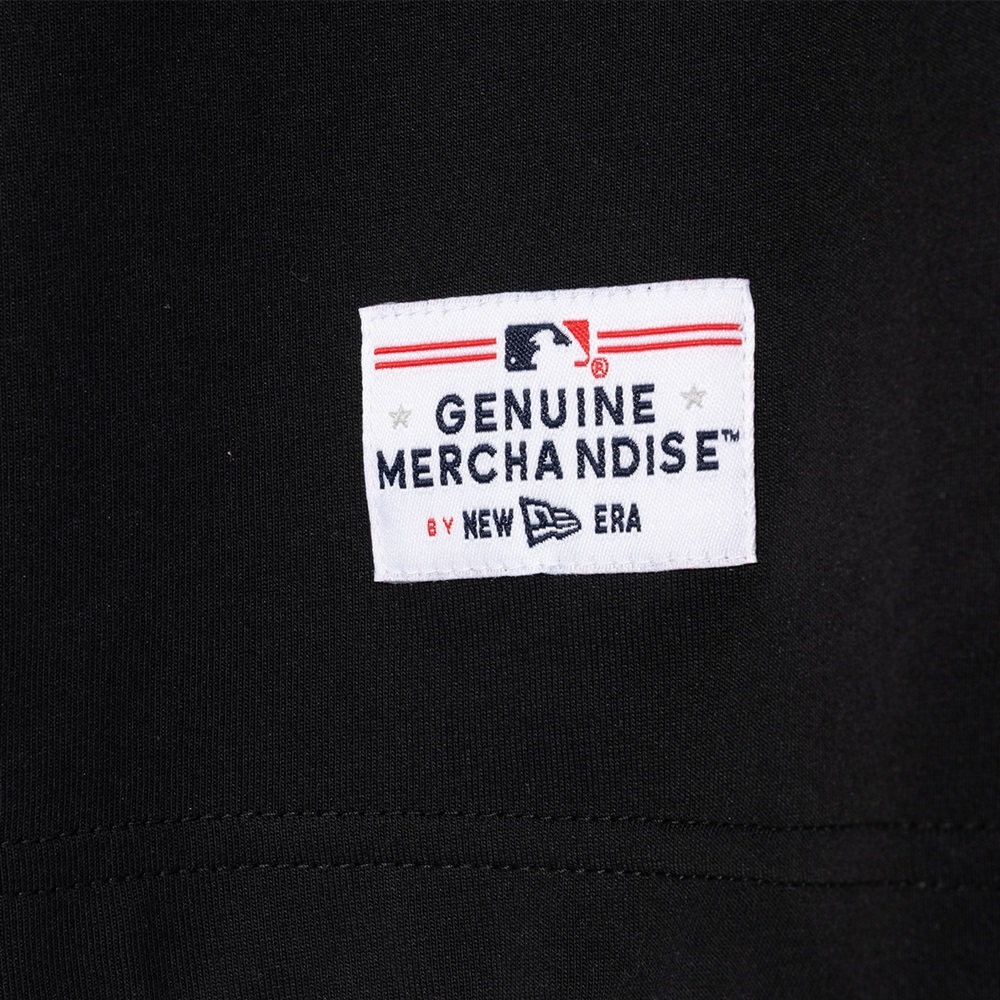 ®
GENUINE
MERCHANDISE™
BY NEW ERA